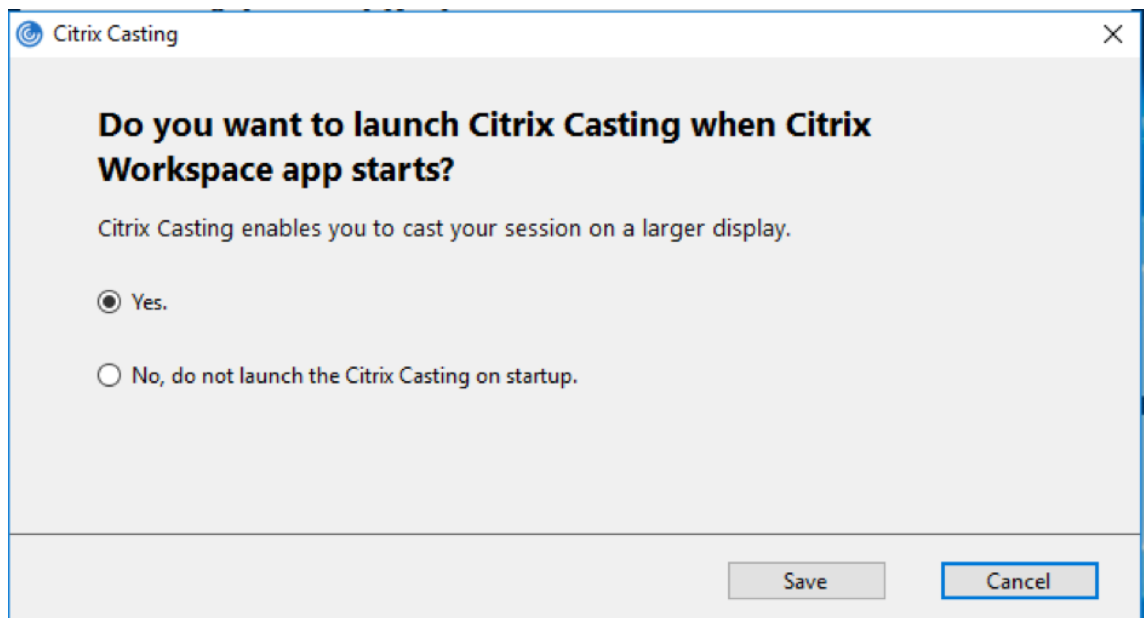 Citrix Casting
Do you want to launch Citrix Casting when Citrix
Workspace app starts?
Citrix Casting enables you to cast your session on a larger display.
Yes.
No, do not launch the Citrix Casting on startup.
Save Cancel